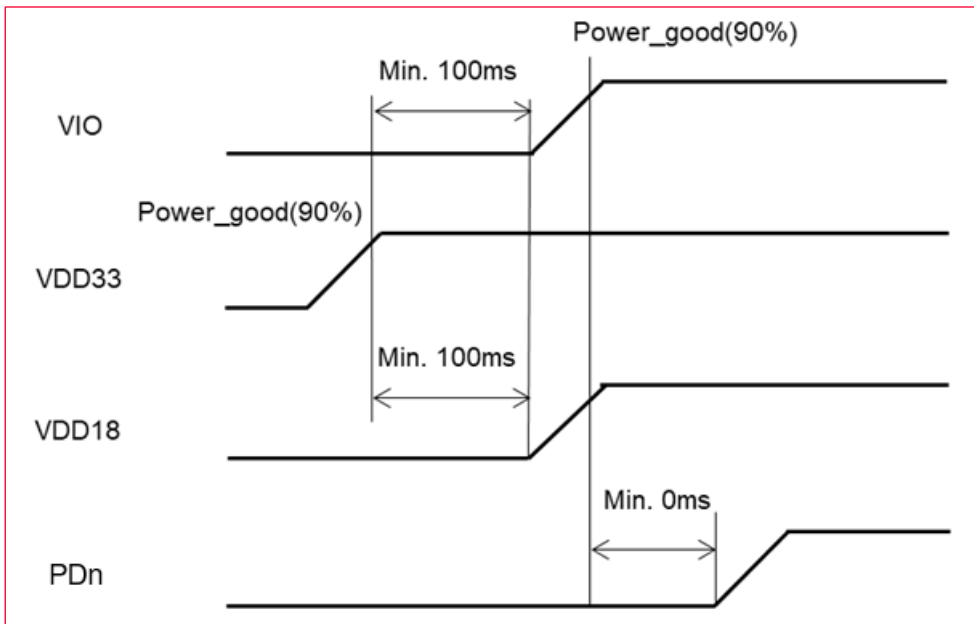 Power_good(90%)
Min. 100ms
VIO
Power_good(90%)
VDD33
Min. 100ms
VDD18
Min. 0ms
PDn